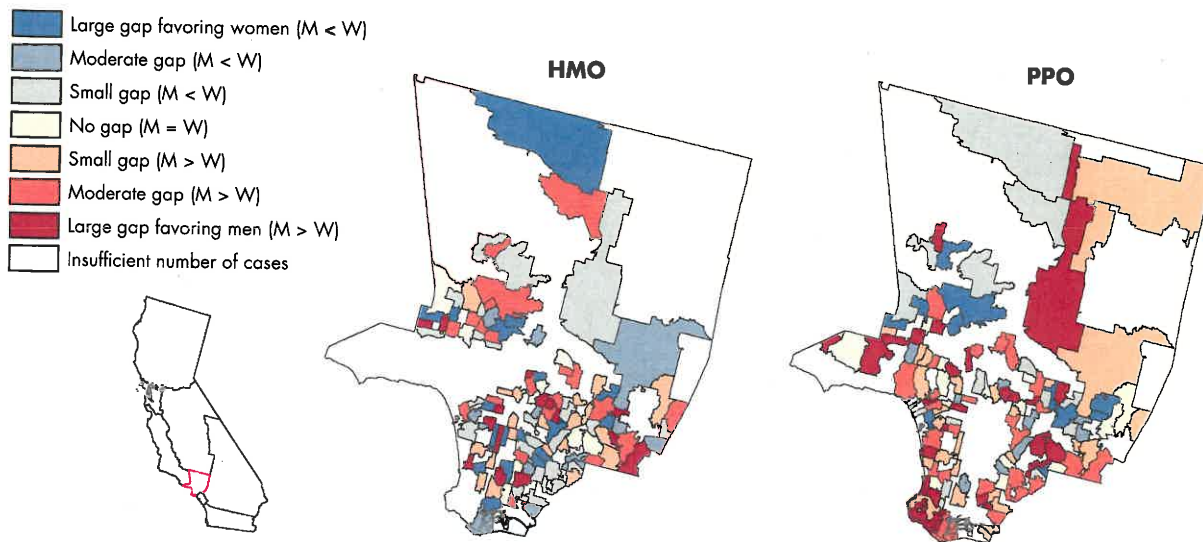 Large gap favoring women (M < W)
Moderate gap (M < W)
Small gap (M < W)
No gap (M = W)
Small gap (M > W)
Moderate gap (M > W)
Large gap favoring men (M > W)
Insufficient number of cases
HMO
PPO